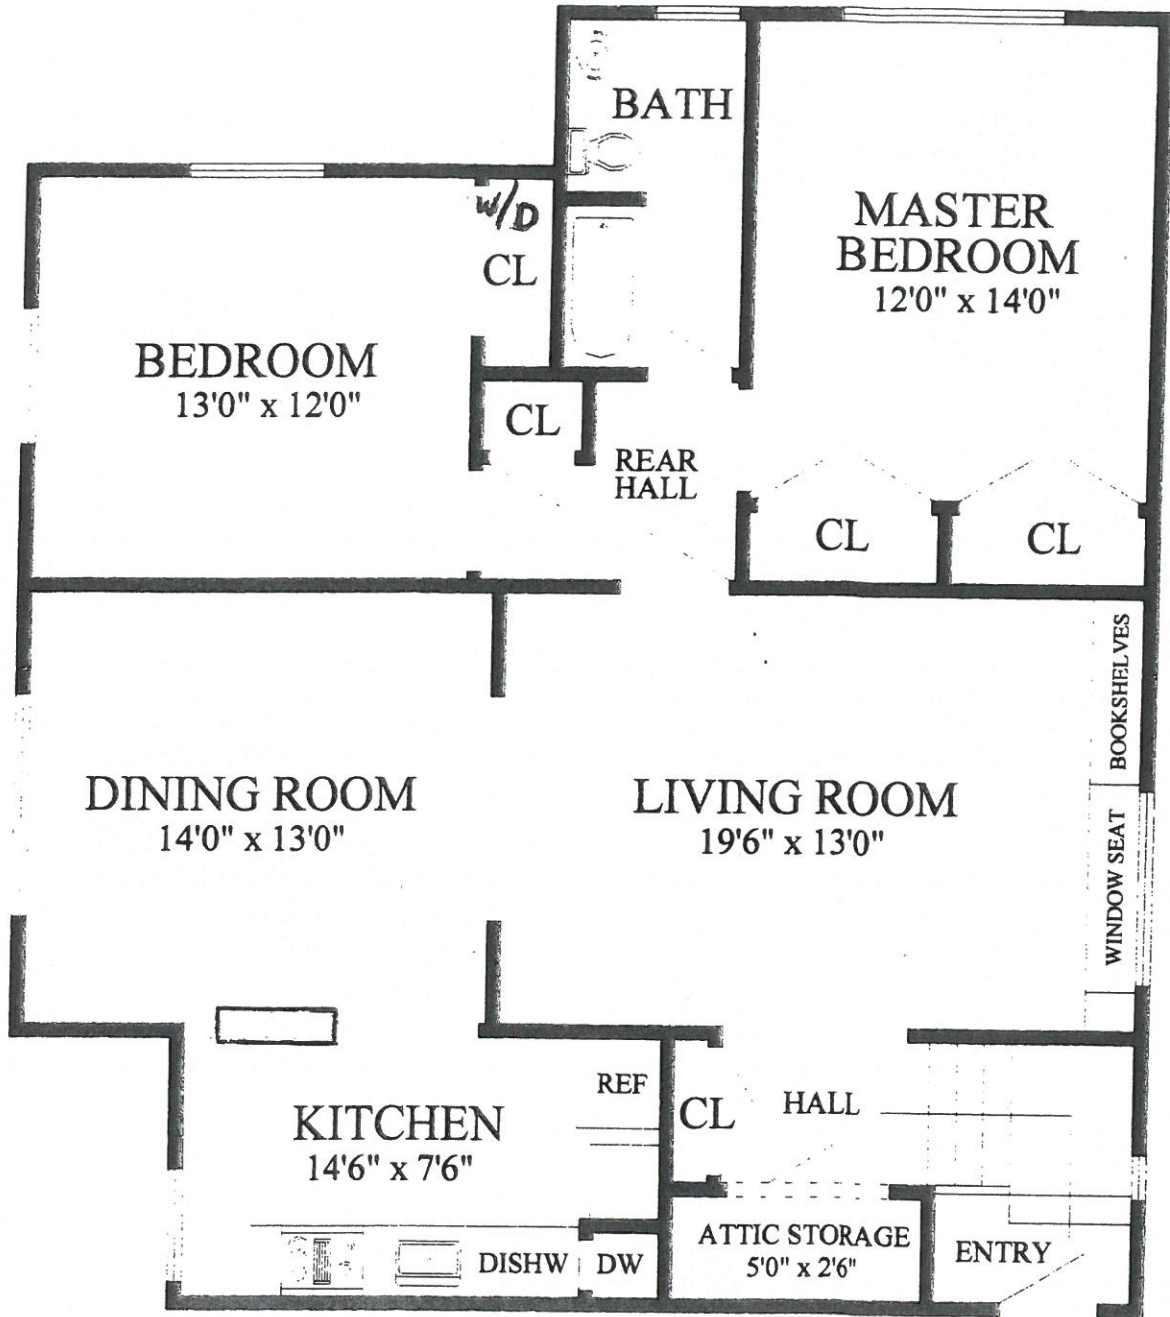 BATH
MASTER
BEDROOM
12'0" x 14'0"
W/D
CL
BEDROOM
13'0" x 12'0"
CL
REAR
HALL
CL
CL
BOOKSHELVES
DINING ROOM
14'0" x 13'0"
LIVING ROOM
19'6" x 13'0"
WINDOW SEAT
REF
CL
HALL
KITCHEN
14'6" x 7'6"
DISHW
DW
ATTIC STORAGE
5'0" x 2'6"
ENTRY